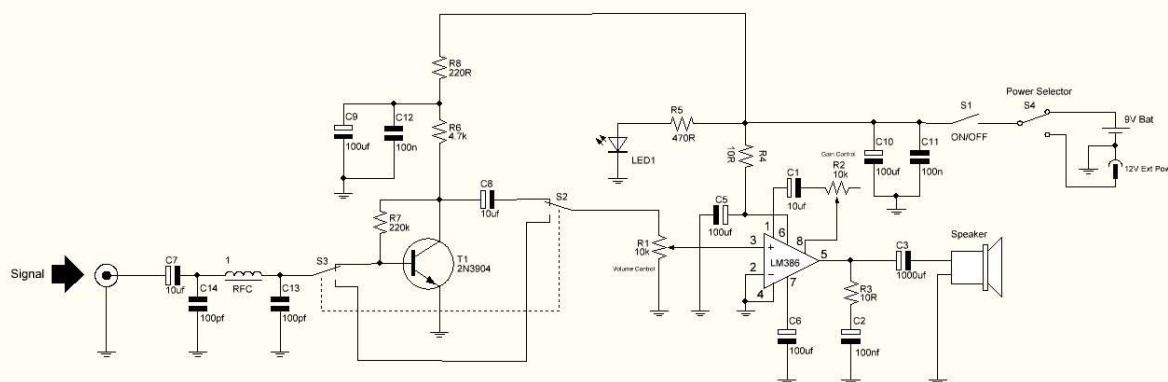 R8
220R
C9
C12
R6
4.7k
100uf
100n
R5
470R
LED1
R4
10R
Power Selector
S1
S4
ON/OFF
9V Bat
12V Ext Pow
C10
C11
100uf
100n
Gain Control
R2
10k
C1
10uf
C8
10uf
S2
C5
100uf
R7
220k
T1
2N3904
R1
10k
Volume Control
1
6
8
3
+
LM386
5
2
−
7
4
C3
1000uf
Speaker
Signal
C7
10uf
1
RFC
S3
C14
100pf
C13
100pf
R3
10R
C6
100uf
C2
100nf